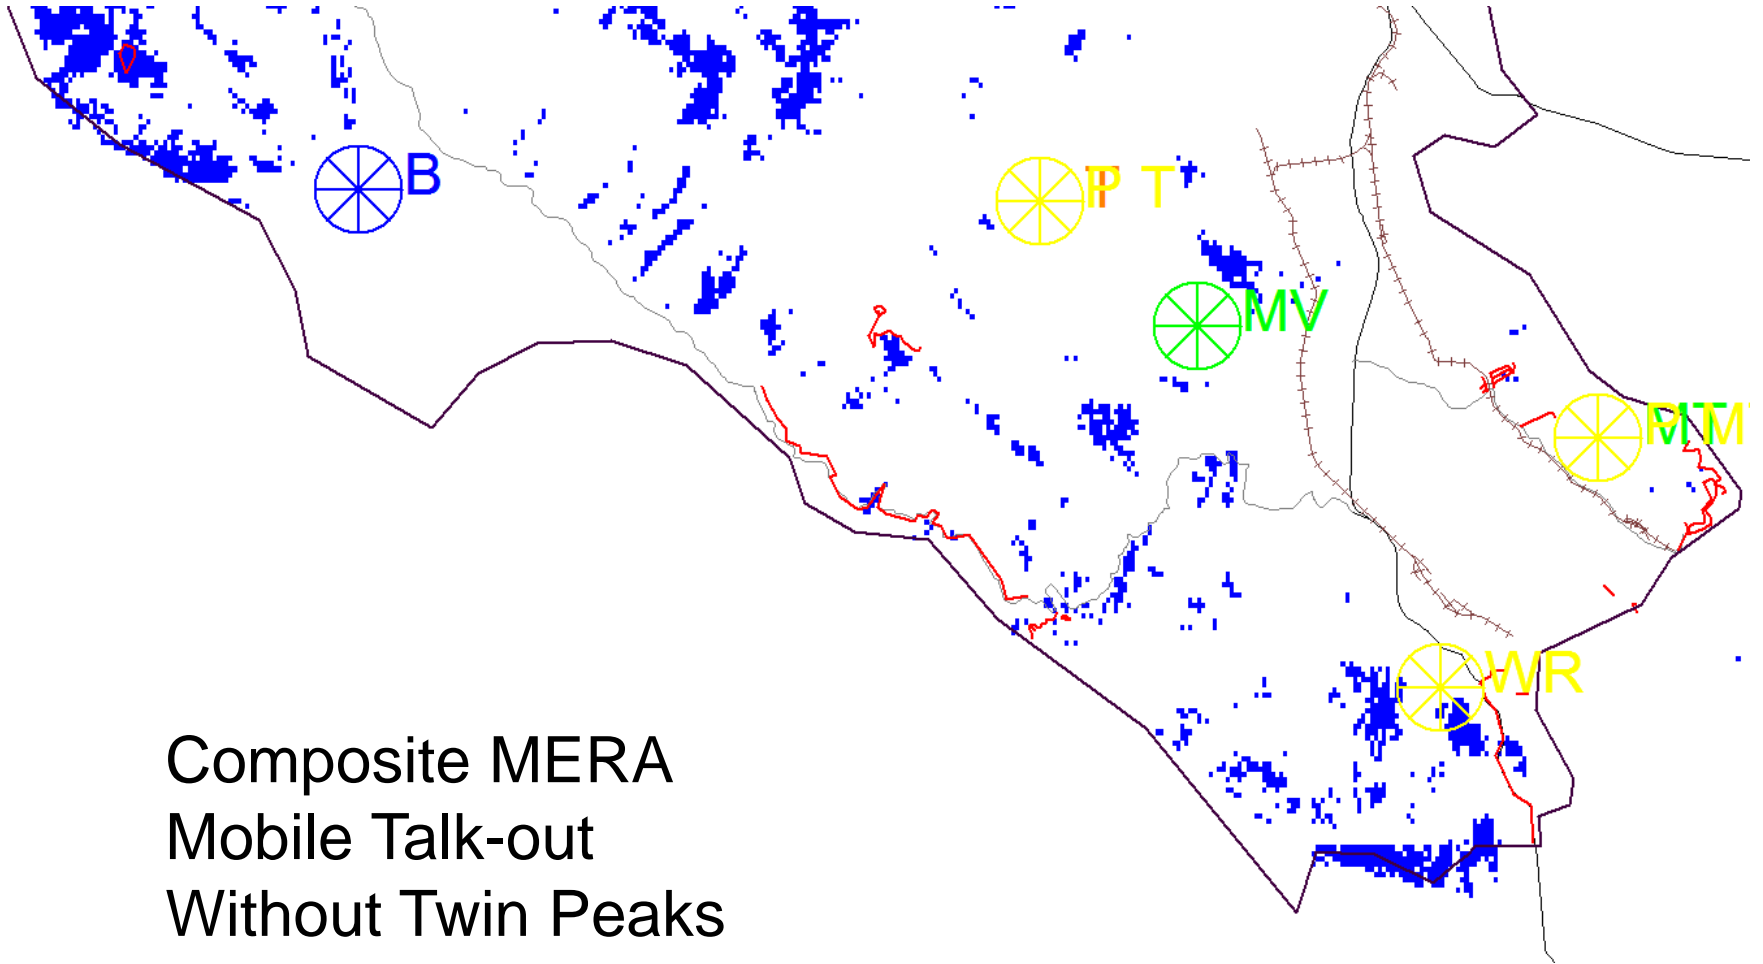 B
P T
MV
WR
Composite MERA
Mobile Talk-out
Without Twin Peaks